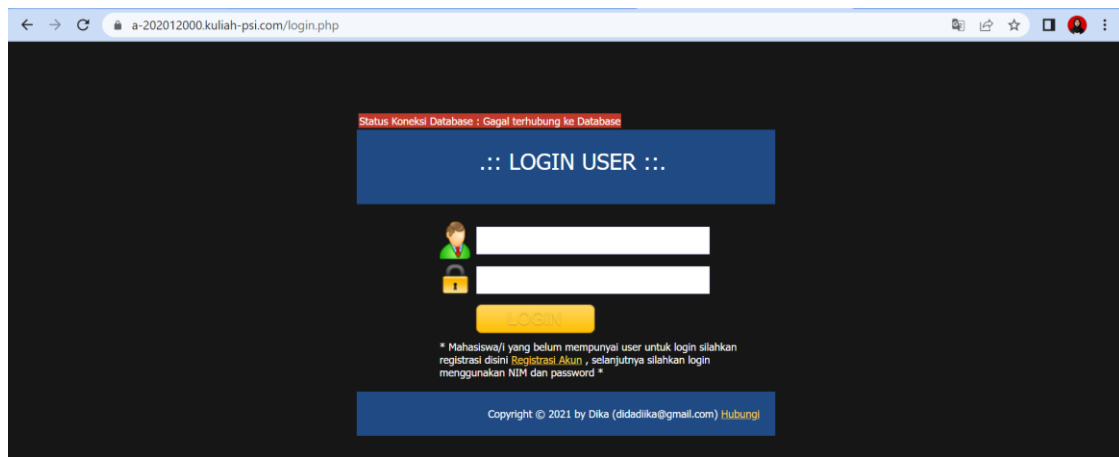 a-202012000.kuliah-psi.com/login.php
Status Koneksi Database : Gagal terhubung ke Database
.:: LOGIN USER ::.
LOGIN
* Mahasiswa/i yang belum mempunyai user untuk login silahkan
registrasi disini Registrasi Akun , selanjutnya silahkan login
menggunakan NIM dan password *
Copyright © 2021 by Dika (didadiika@gmail.com) Hubungi